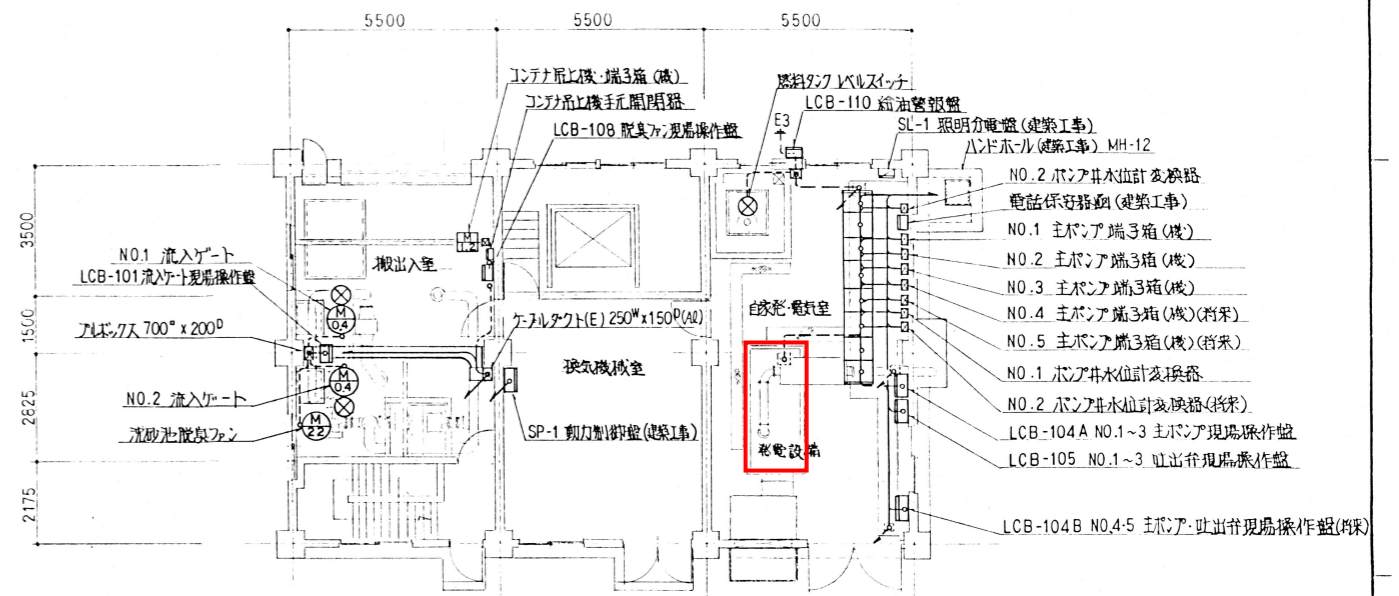 5500 5500 5500
コンテナ吊上機・端子箱(機)
コンテナ吊上機手元開閉器
LCB-108 脱臭ファン現場操作盤
燃料タンク レベルスイッチ
LCB-110 給油警報盤
E3
SL-1 照明分電盤(建築工事)
ハンドホール(建築工事) MH-12
NO.2 ポンプ井水位計変換器
電話保安器函(建築工事)
NO.1 主ポンプ端子箱(機)
NO.2 主ポンプ端子箱(機)
NO.3 主ポンプ端子箱(機)
NO.4 主ポンプ端子箱(機)(将来)
NO.5 主ポンプ端子箱(機)(将来)
NO.1 ポンプ井水位計変換器
NO.2 ポンプ井水位計変換器(将来)
LCB-104A NO.1~3 主ポンプ現場操作盤
LCB-105 NO.1~3 吐出弁現場操作盤
LCB-104B NO.4·5 主ポンプ・吐出弁現場操作盤(将来)
3500
1500
2825
2175
NO.1 流入ゲート
LCB-101 流入ゲート現場操作盤
プルボックス 700□ x 200D
NO.2 流入ゲート
沈砂池脱臭ファン
M
1.2
搬出入室
M
0.4
M
0.4
M
22
ケーブルダクト(E) 250W x 150D(Al)
換気機械室
SP-1 動力制御盤(建築工事)
自家発・電気室
発電設備